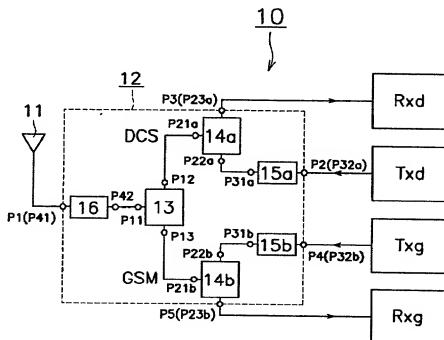 10
12
11
P3(P23a)
Rxd
DCS
P21a
14a
P22a
15a
P2(P32a)
Txd
P12
P31a
P42
16
13
P1(P41)
P11
P13
P31b
15b
P22b
P4(P32b)
Txg
GSM
14b
P21b
P5(P23b)
Rxg